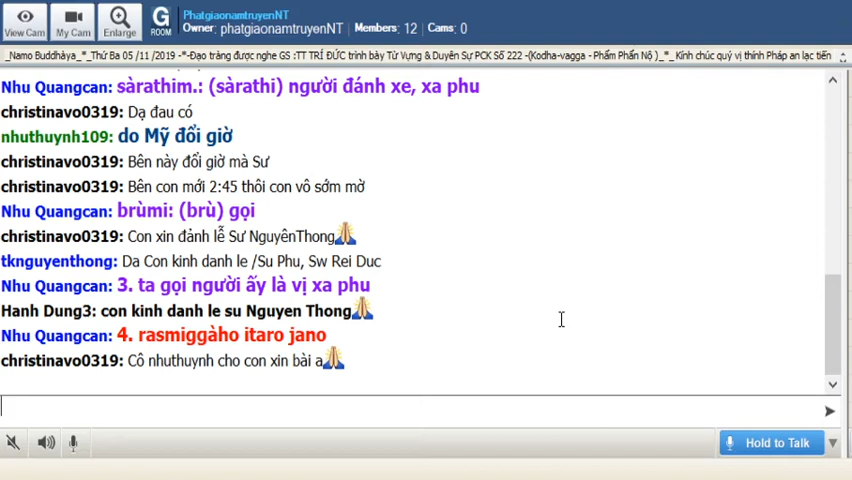 PhatgiaonamtruyenNT
Owner: phatgiaonamtruyenNT Members: 12 Cams: 0
View Cam
My Cam
Enlarge
G
ROOM
_Namo Buddhàya_*_Thứ Ba 05 /11 /2019 -*-Đạo tràng được nghe GS :TT TRÍ ĐỨC trình bày Từ Vựng & Duyên Sự PCK Số 222 -(Kodha-vagga - Phẩm Phẩn Nộ )_*_ Kính chúc quý vị thính Pháp an lạc tiến
Nhu Quangcan: sàrathim.: (sàrathi) người đánh xe, xa phu
christinavo0319: Dạ đau có
nhuthuynh109: do Mỹ đổi giờ
christinavo0319: Bên này đổi giờ mà Sư
christinavo0319: Bên con mới 2:45 thôi con vô sớm mờ
Nhu Quangcan: brùmi: (brù) gọi
christinavo0319: Con xin đảnh lễ Sư NguyênThong
tknguyenthong: Da Con kinh danh le /Su Phu, Sw Rei Duc
Nhu Quangcan: 3. ta gọi người ấy là vị xa phu
Hanh Dung3: con kinh danh le su Nguyen Thong
Nhu Quangcan: 4. rasmiggàho itaro jano
christinavo0319: Cô nhuthuynh cho con xin bài a
Hold to Talk